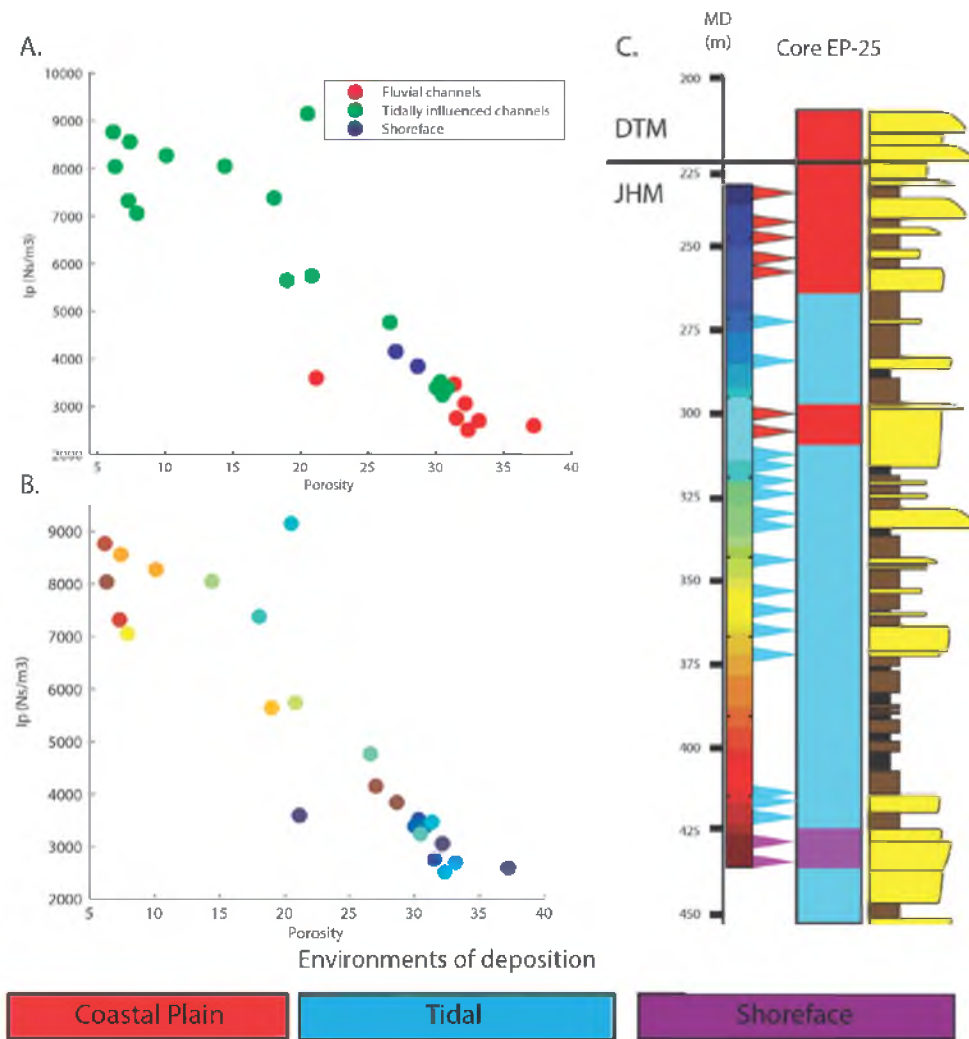 A.
10000
9000
8000
7000
6000
5000
4000
3000
2000
Ip (Ns/m3)
5 10 15 20 25 30 35 40
Porosity
Fluvial channels
Tidally influenced channels
Shoreface
B.
9000
8000
7000
6000
5000
4000
3000
2000
Ip (Ns/m3)
5 10 15 20 25 30 35 40
Porosity
C.
MD
(m)
Core EP-25
DTM
JHM
200
225
250
275
300
325
350
375
400
425
450
Environments of deposition
Coastal Plain
Tidal
Shoreface